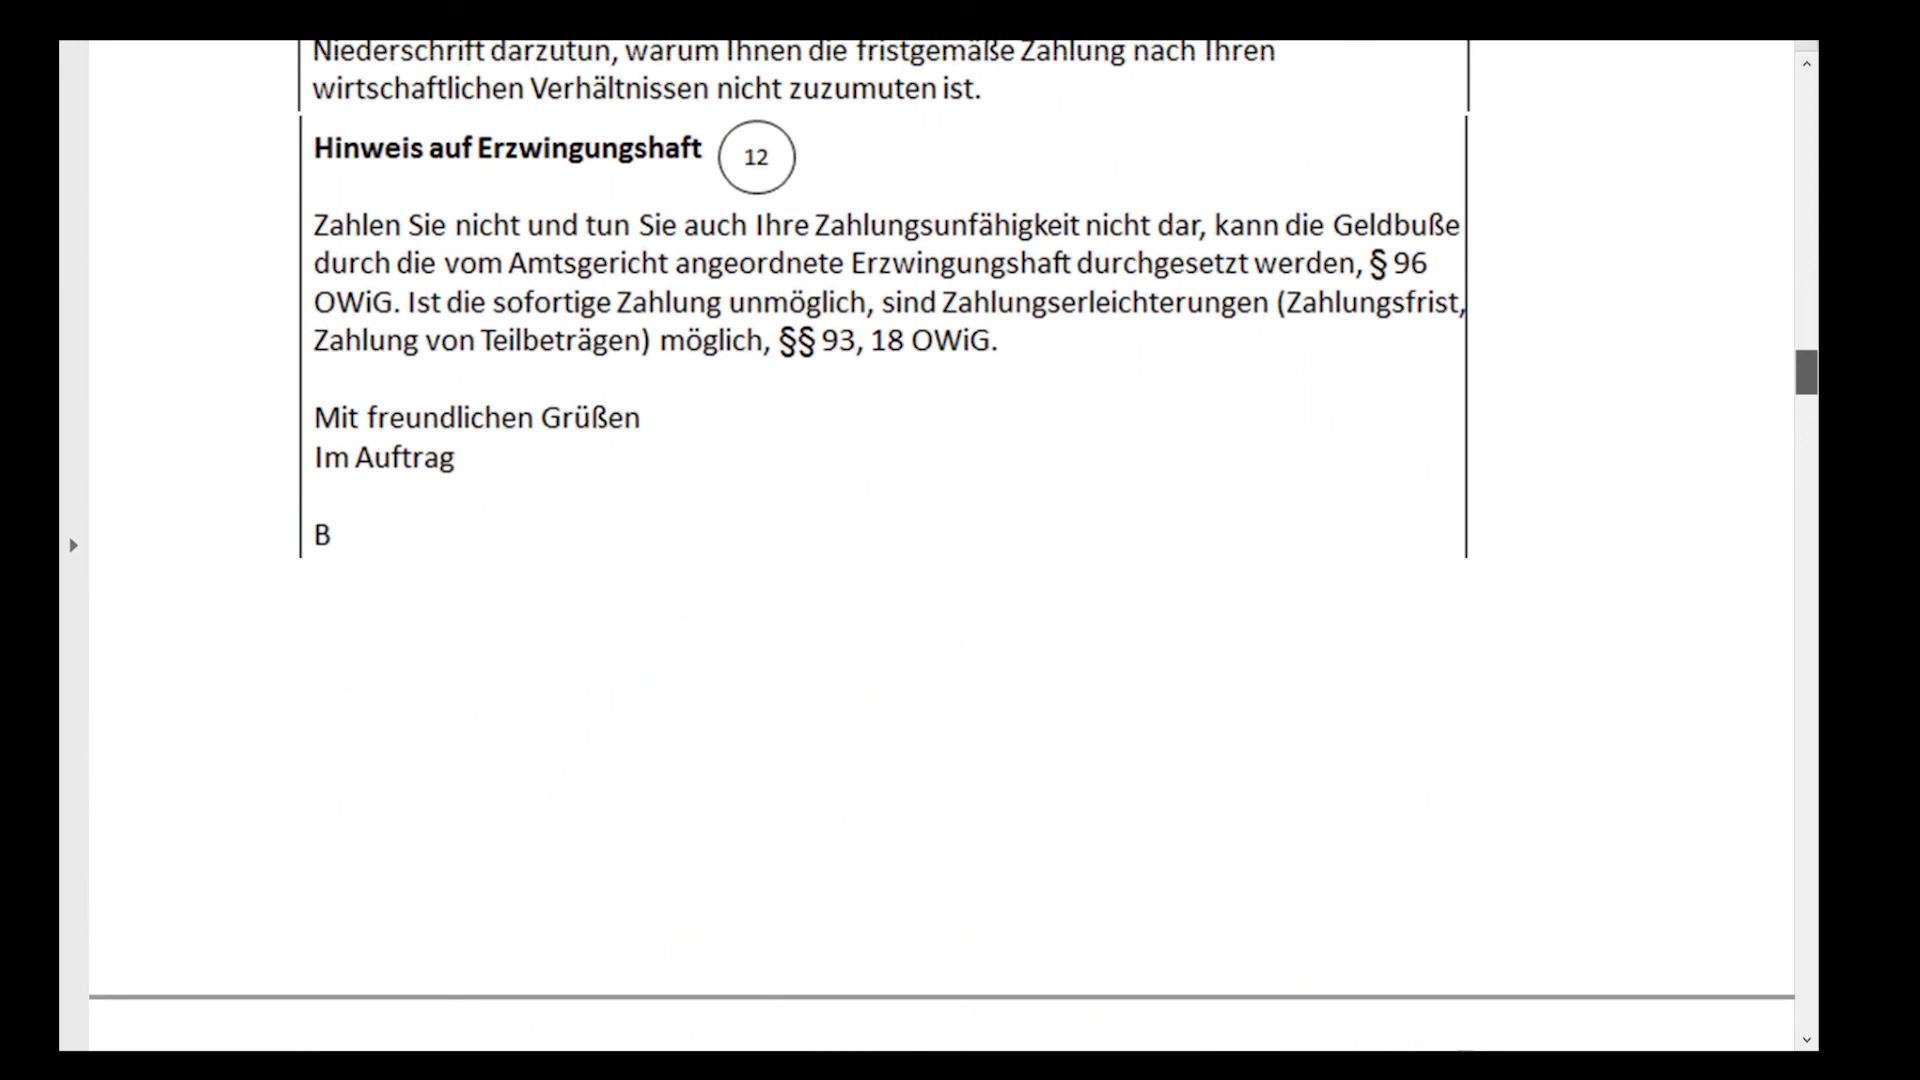 Niederschrift darzutun, warum Ihnen die fristgemäße Zahlung nach Ihren
wirtschaftlichen Verhältnissen nicht zuzumuten ist.
Hinweis auf Erzwingungshaft 12
Zahlen Sie nicht und tun Sie auch Ihre Zahlungsunfähigkeit nicht dar, kann die Geldbuße
durch die vom Amtsgericht angeordnete Erzwingungshaft durchgesetzt werden, § 96
OWiG. Ist die sofortige Zahlung unmöglich, sind Zahlungserleichterungen (Zahlungsfrist,
Zahlung von Teilbeträgen) möglich, §§ 93, 18 OWiG.
Mit freundlichen Grüßen
Im Auftrag
B